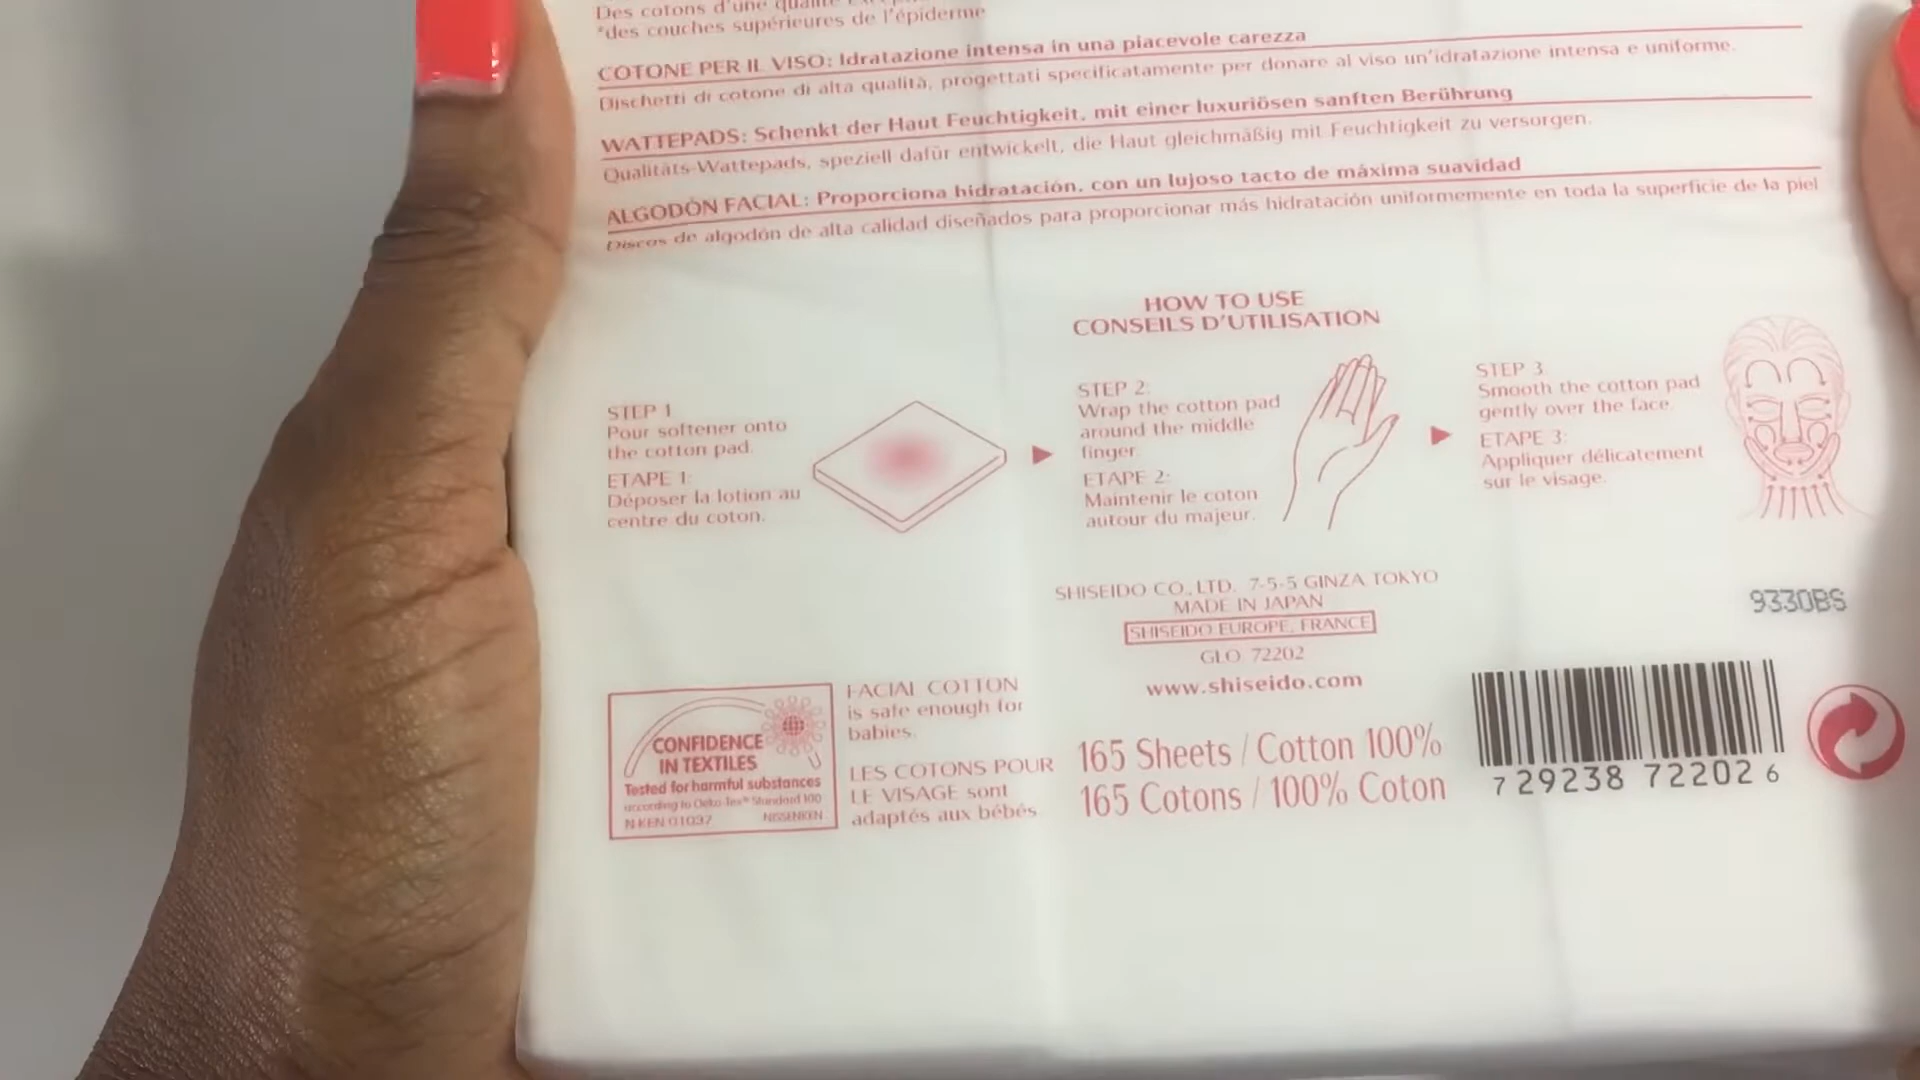 Des cotons d'une qualité
*des couches supérieures de l'épiderme
COTONE PER IL VISO: Idratazione intensa in una piacevole carezza
Dischetti di cotone di alta qualità, progettati specificatamente per donare al viso un'idratazione intensa e uniforme.
WATTEPADS: Schenkt der Haut Feuchtigkeit, mit einer luxuriösen sanften Berührung
Qualitäts-Wattepads, speziell dafür entwickelt, die Haut gleichmäßig mit Feuchtigkeit zu versorgen.
ALGODÓN FACIAL: Proporciona hidratación, con un lujoso tacto de máxima suavidad
Discos de algodón de alta calidad diseñados para proporcionar más hidratación uniformemente en toda la superficie de la piel
HOW TO USE
CONSEILS D'UTILISATION
STEP 1
Pour softener onto
the cotton pad.
ETAPE 1:
Déposer la lotion au
centre du coton.
STEP 2:
Wrap the cotton pad
around the middle
finger.
ETAPE 2:
Maintenir le coton
autour du majeur.
STEP 3
Smooth the cotton pad
gently over the face.
ETAPE 3:
Appliquer délicatement
sur le visage.
SHISEIDO CO., LTD. 7-5-5 GINZA TOKYO
MADE IN JAPAN
SHISEIDO EUROPE, FRANCE
GLO 72202
www.shiseido.com
9330BS
CONFIDENCE
IN TEXTILES
Tested for harmful substances
according to Oeko-Tex® Standard 100
N-KEN 01037 NISSENKEN
FACIAL COTTON
is safe enough for
babies.
LES COTONS POUR
LE VISAGE sont
adaptés aux bébés
165 Sheets / Cotton 100%
165 Cotons / 100% Coton
7 29238 72202 6